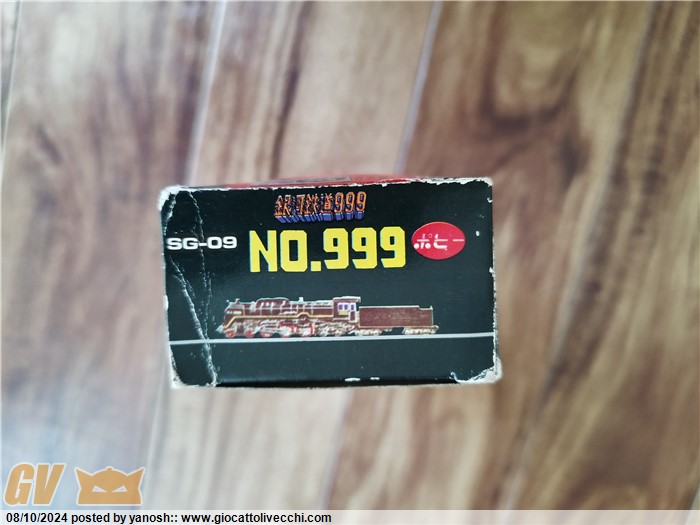 銀河鉄道999
SG-09
NO.999
ポピー
GV
08/10/2024 posted by yanosh:: www.giocattolivecchi.com